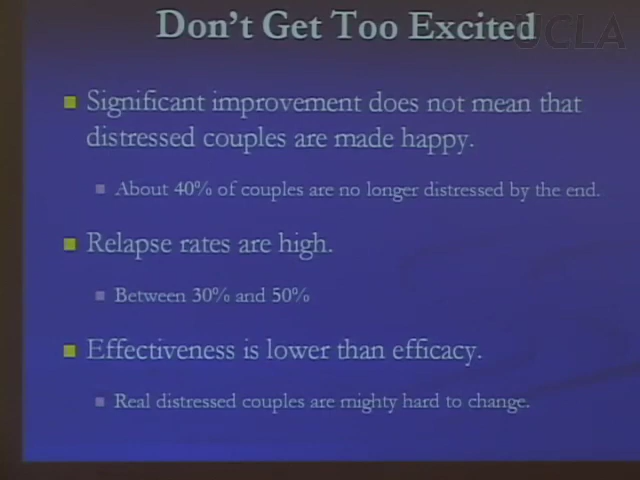 Don't Get Too Excited
UCLA
Significant improvement does not mean that
distressed couples are made happy.
About 40% of couples are no longer distressed by the end.
Relapse rates are high.
Between 30% and 50%
Effectiveness is lower than efficacy.
Real distressed couples are mighty hard to change.